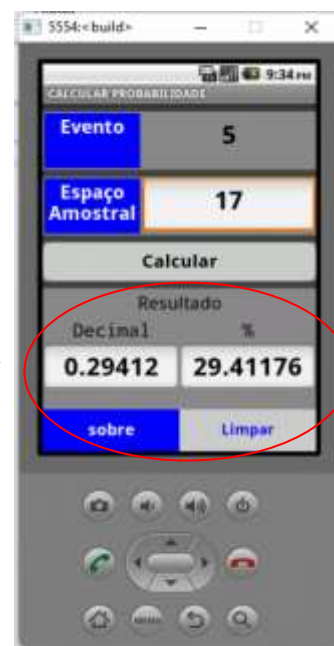 5554:<build>
9:34 PM
CALCULAR PROBABILIDADE
Evento 5
Espaço
Amostral 17
Calcular
Resultado
Decimal %
0.29412 29.41176
sobre Limpar
MENU